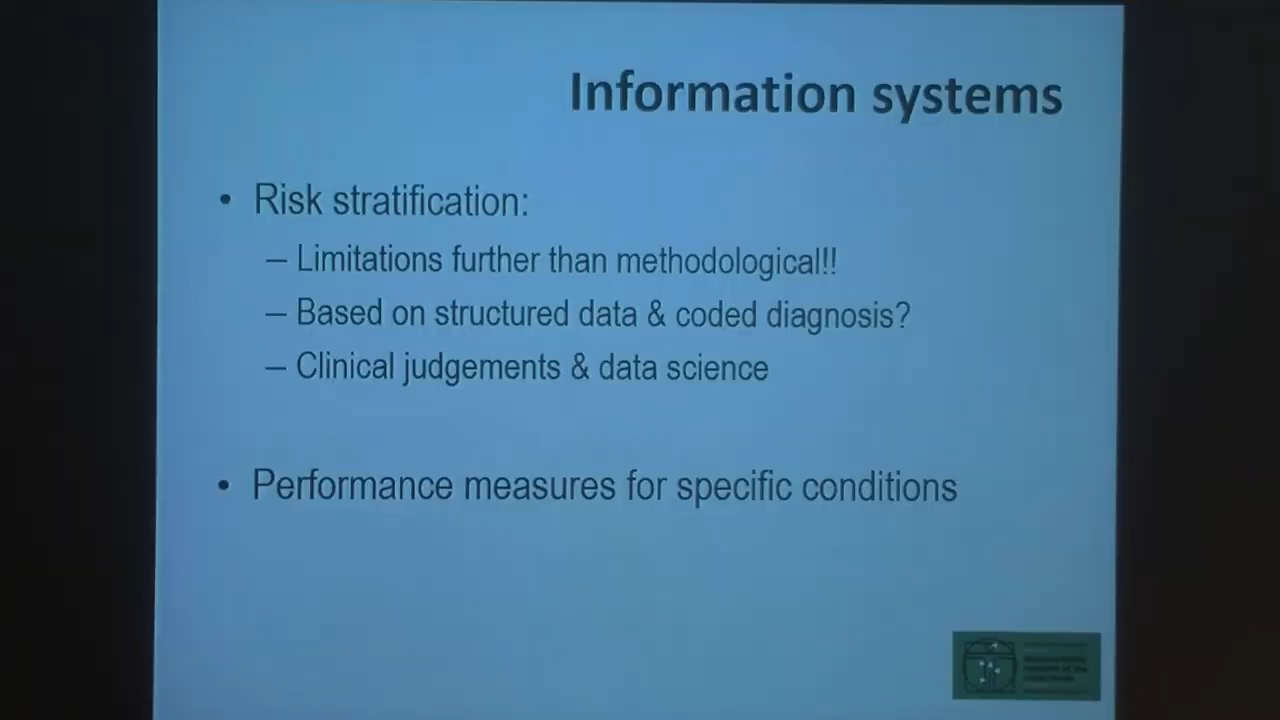 Information systems
• Risk stratification:
– Limitations further than methodological!!
– Based on structured data & coded diagnosis?
– Clinical judgements & data science
• Performance measures for specific conditions